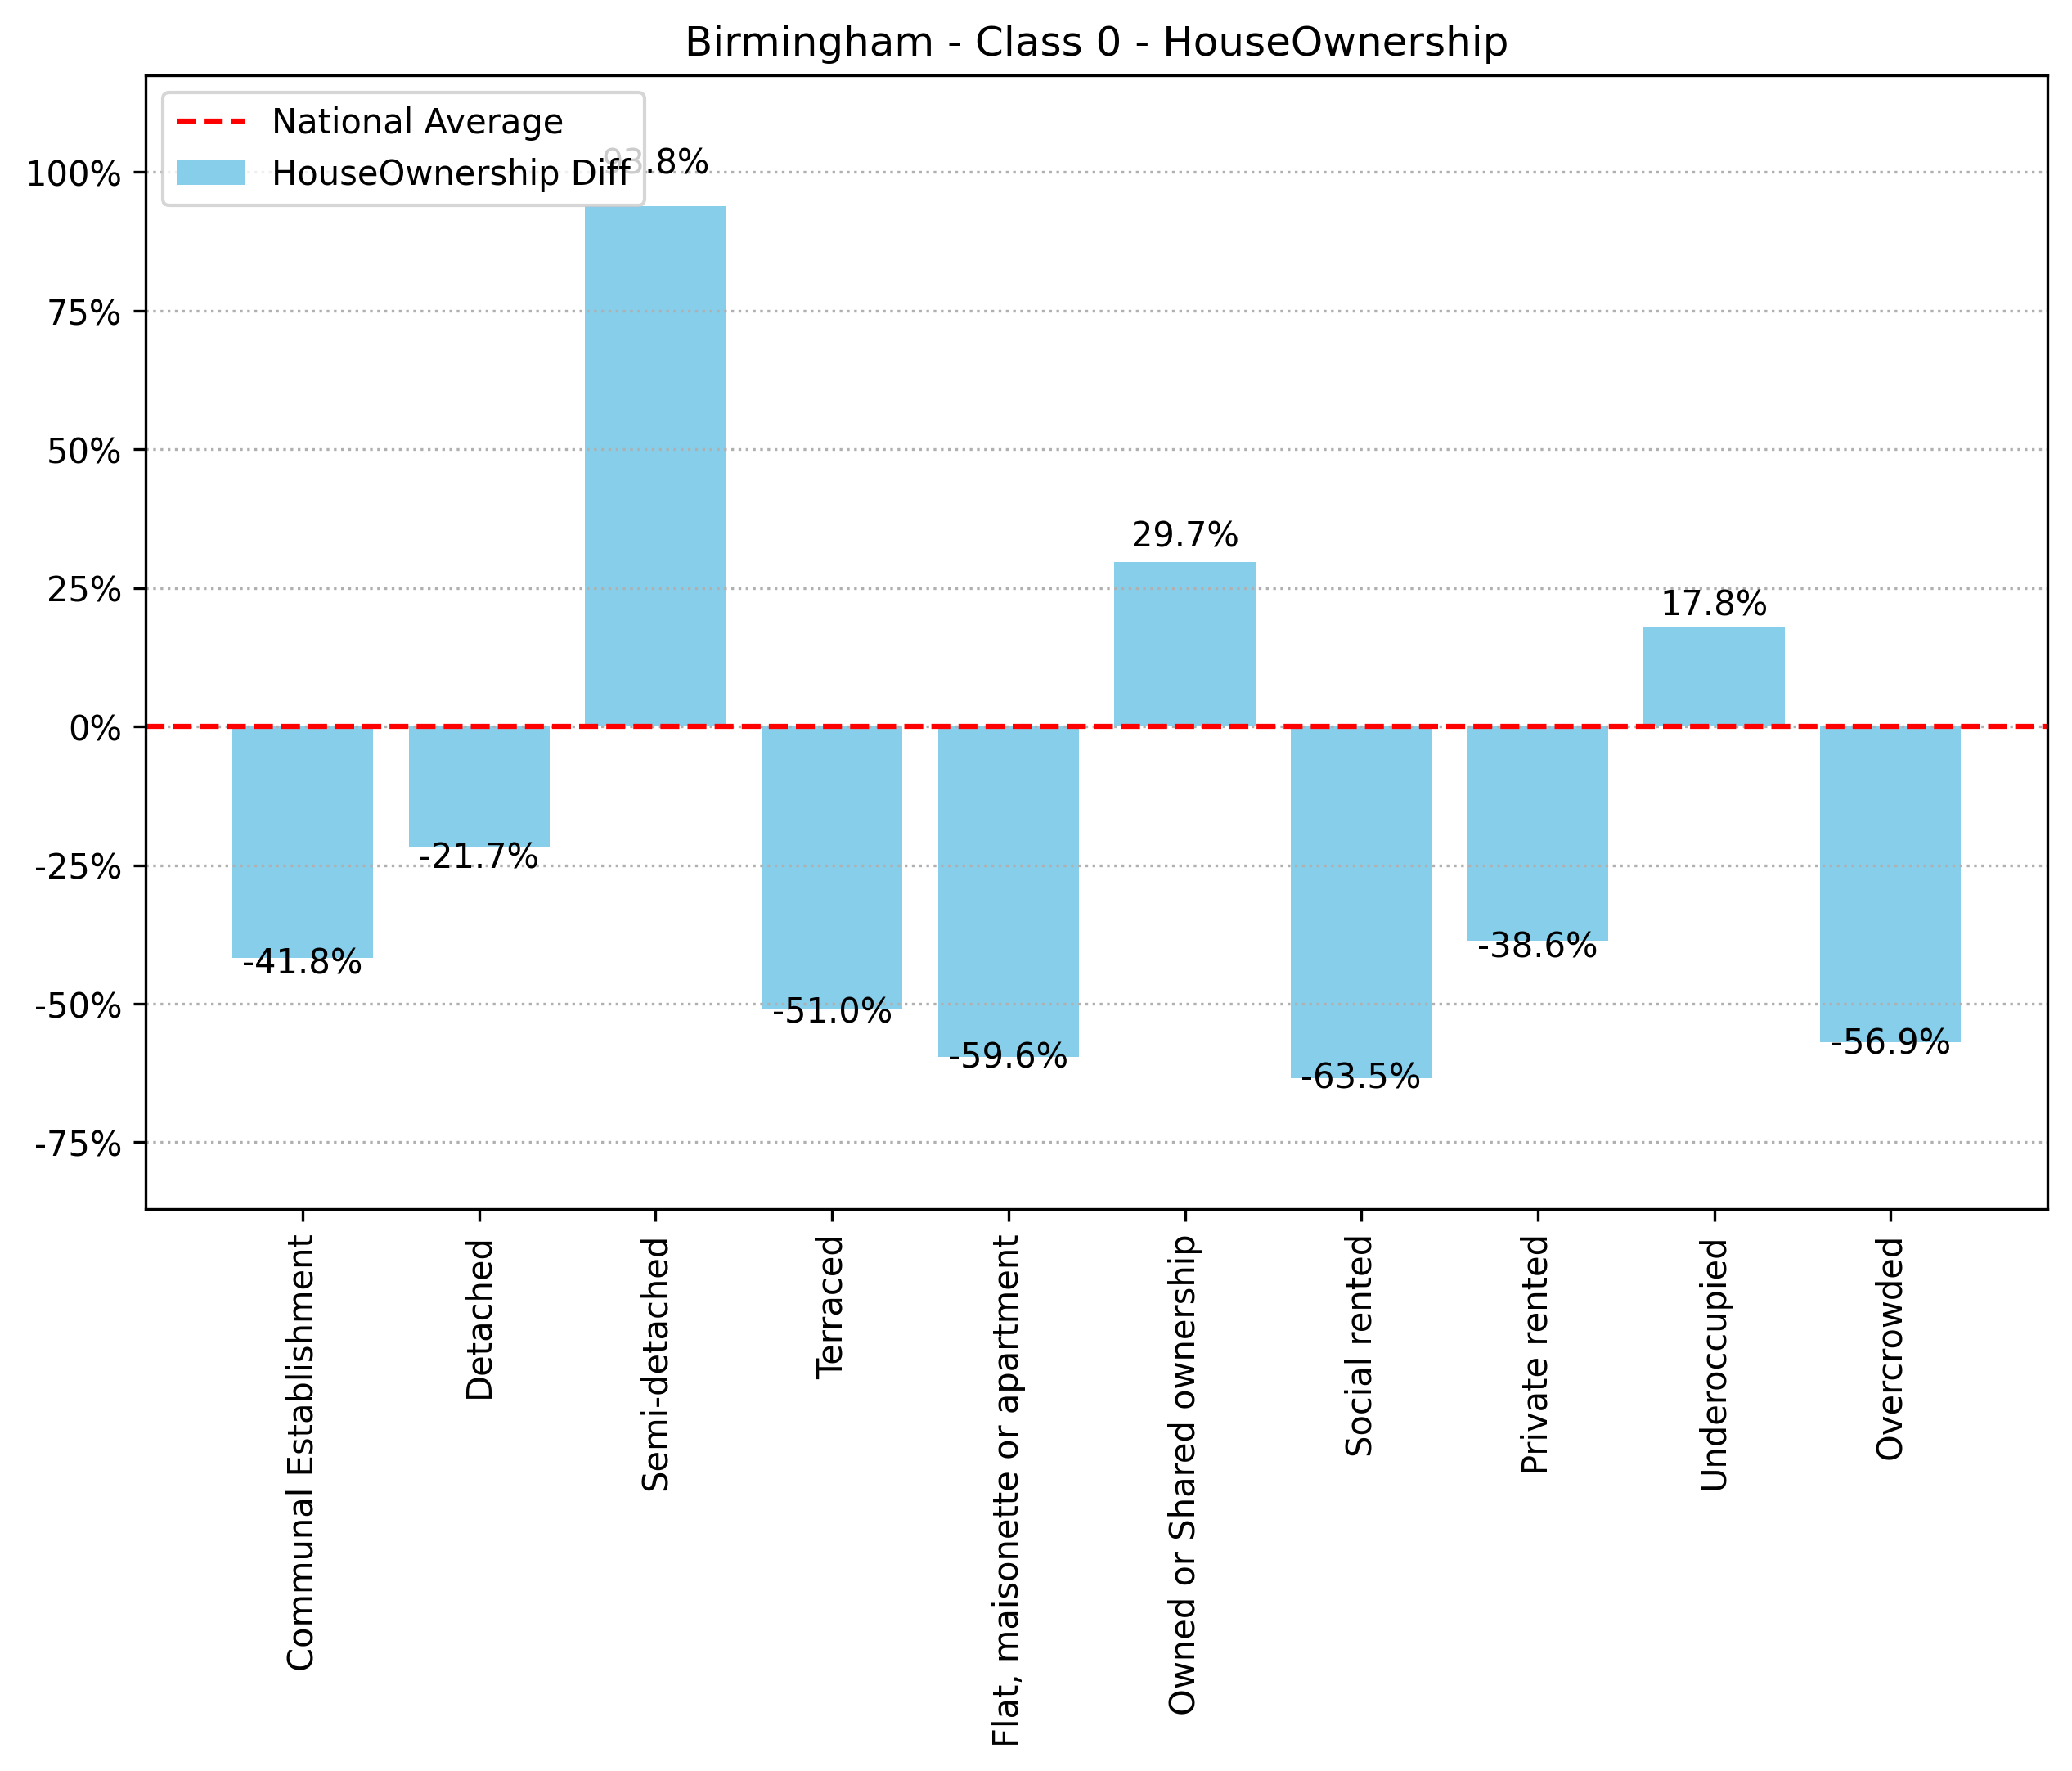 Birmingham - Class 0 - HouseOwnership
National Average
HouseOwnership Diff
100%
75%
50%
25%
0%
-25%
-50%
-75%
-41.8%
-21.7%
93.8%
-51.0%
-59.6%
29.7%
-63.5%
-38.6%
17.8%
-56.9%
Communal Establishment
Detached
Semi-detached
Terraced
Flat, maisonette or apartment
Owned or Shared ownership
Social rented
Private rented
Underoccupied
Overcrowded